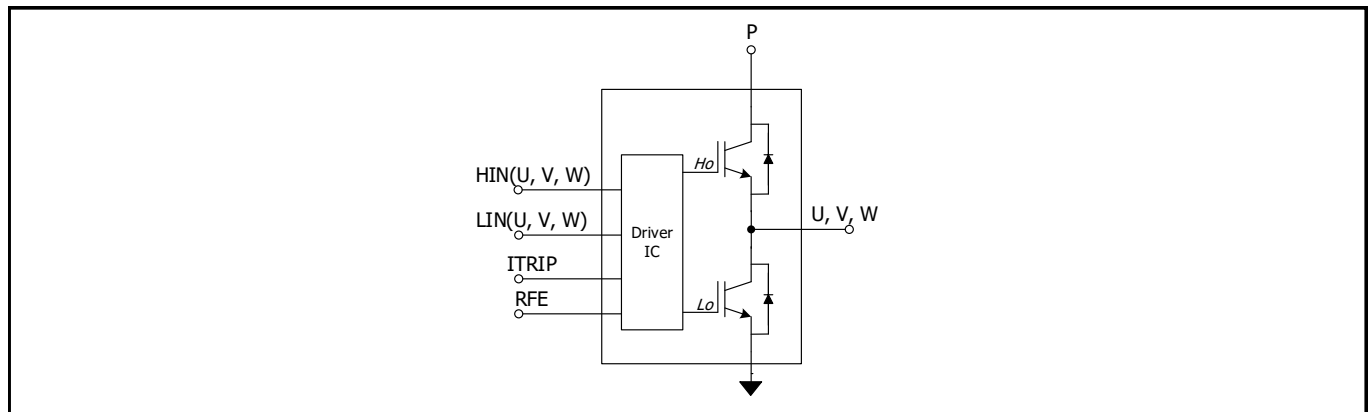 P
HIN(U, V, W)
Ho
LIN(U, V, W)
U, V, W
Driver
IC
ITRIP
RFE
Lo